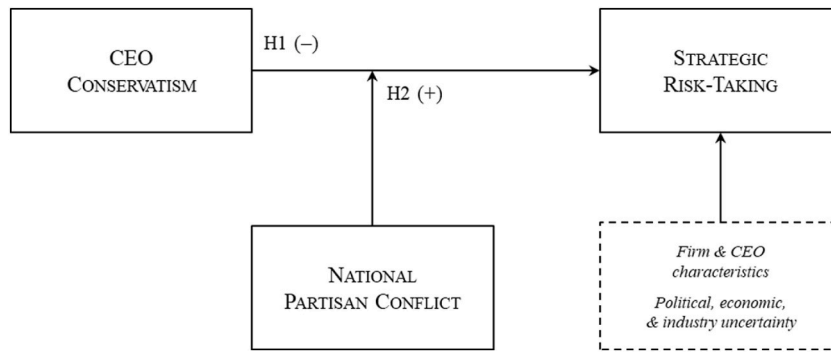 CEO
CONSERVATISM
H1 (–)
STRATEGIC
RISK-TAKING
H2 (+)
NATIONAL
PARTISAN CONFLICT
Firm & CEO
characteristics
Political, economic,
& industry uncertainty